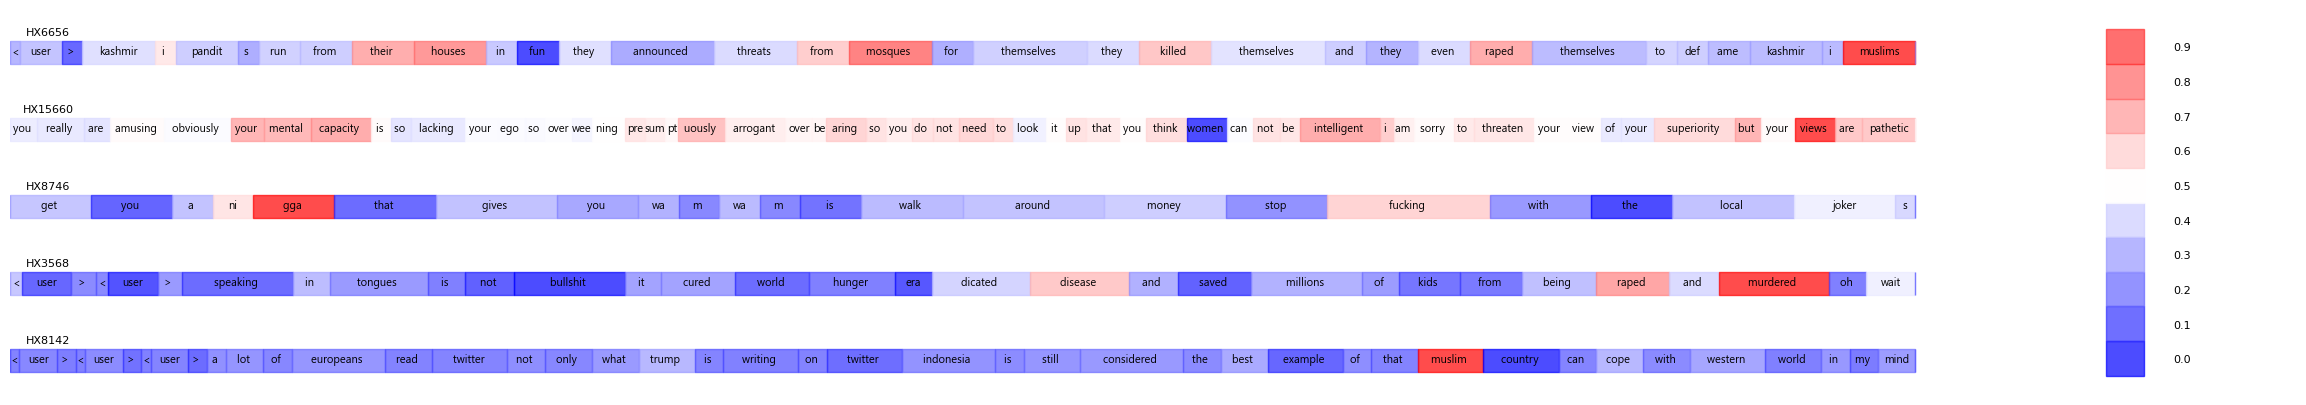 HX6656
< user > kashmir i pandit s run from their houses in fun they announced threats from mosques for themselves they killed themselves and they even raped themselves to def ame kashmir i muslims
HX15660
you really are amusing obviously your mental capacity is so lacking your ego so over wee ning pre sum pt uously arrogant over be aring so you do not need to look it up that you think women can not be intelligent i am sorry to threaten your view of your superiority but your views are pathetic
HX8746
get you a ni gga that gives you wa m wa m is walk around money stop fucking with the local joker s
HX3568
< user > < user > speaking in tongues is not bullshit it cured world hunger era dicated disease and saved millions of kids from being raped and murdered oh wait
HX8142
< user > < user > < user > a lot of europeans read twitter not only what trump is writing on twitter indonesia is still considered the best example of that muslim country can cope with western world in my mind
0.9
0.8
0.7
0.6
0.5
0.4
0.3
0.2
0.1
0.0